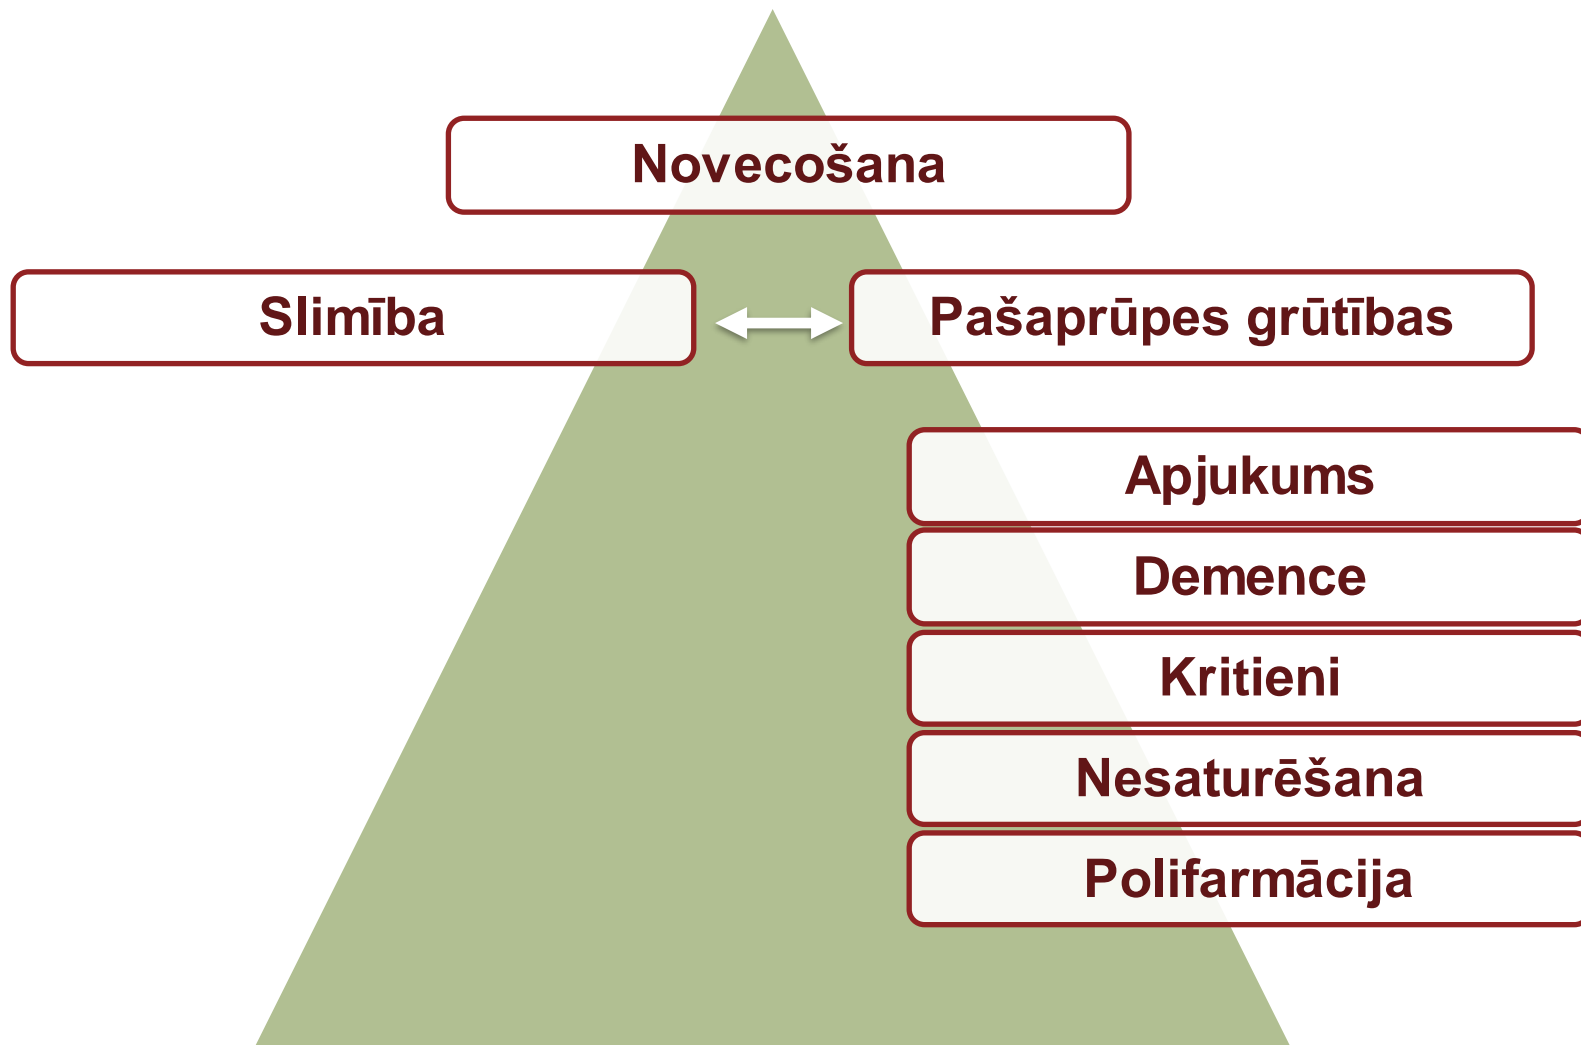 Novecošana
Slimība
Pašaprūpes grūtības
Apjukums
Demence
Kritieni
Nesaturēšana
Polifarmācija